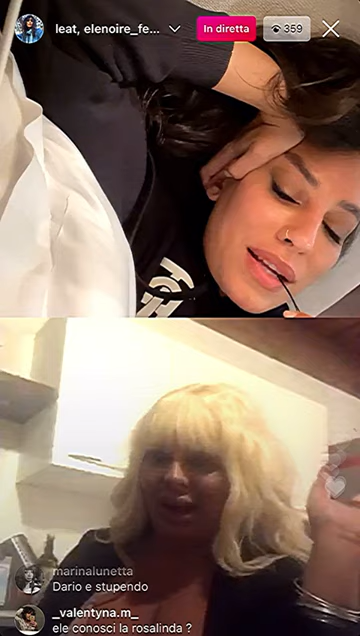 leat, elenoire_fe...
In diretta
359
marinalunetta
Dario e stupendo
_valentyna.m_
ele conosci la rosalinda ?